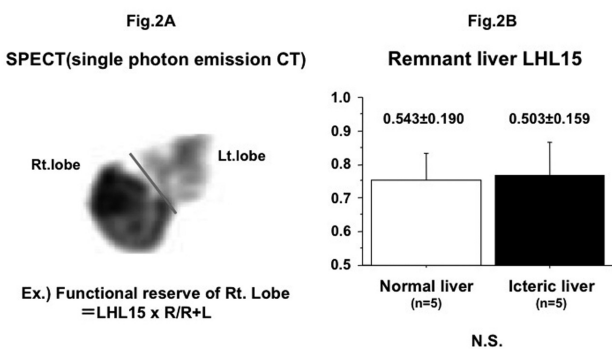 Fig.2A
SPECT(single photon emission CT)
Rt.lobe
Lt.lobe
Ex.) Functional reserve of Rt. Lobe
=LHL15 x R/R+L
Fig.2B
Remnant liver LHL15
0.543±0.190
0.503±0.159
1.0
0.9
0.8
0.7
0.6
0.5
Normal liver
(n=5)
Icteric liver
(n=5)
N.S.